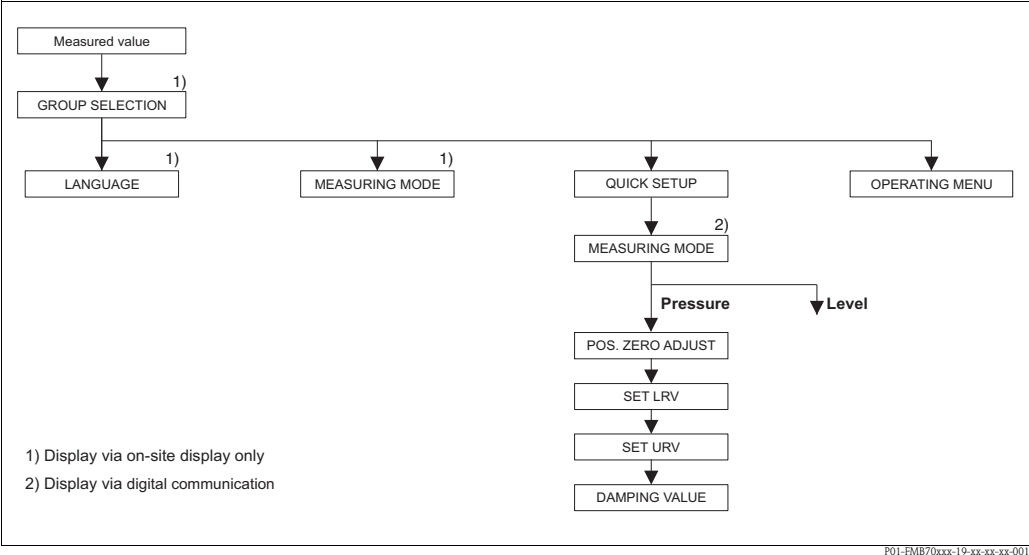 Measured value
1)
GROUP SELECTION
1)
1)
LANGUAGE
MEASURING MODE
QUICK SETUP
OPERATING MENU
2)
MEASURING MODE
Pressure
Level
POS. ZERO ADJUST
SET LRV
SET URV
DAMPING VALUE
1) Display via on-site display only
2) Display via digital communication
P01-FMB70xxx-19-xx-xx-xx-001